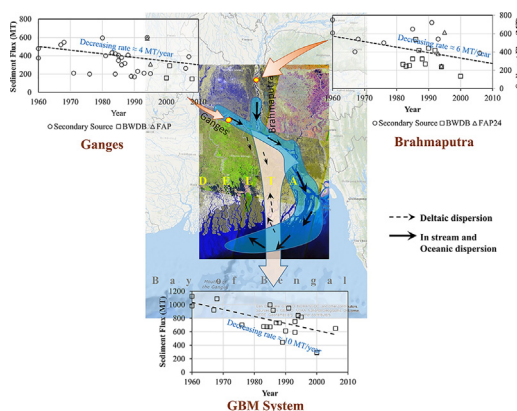 600
400
200
0
Sediment Flux (MT)
Decreasing rate ≈ 4 MT/year
1960 1970 1980 1990 2000 2010
Year
○ Secondary Source □ BWDB △ FAP
Ganges
800
600
400
200
0
Sediment Flux (MT)
Decreasing rate ≈ 6 MT/year
1960 1970 1980 1990 2000 2010
Year
○ Secondary Source □ BWDB △ FAP24
Brahmaputra
Brahmaputra
Ganges
D E L T A
Deltaic dispersion
In stream and
Oceanic dispersion
Bay of Bengal
1200
1000
800
600
400
200
0
Sediment Flux (MT)
Decreasing rate ≈ 10 MT/year
1960 1970 1980 1990 2000 2010
Year
GBM System